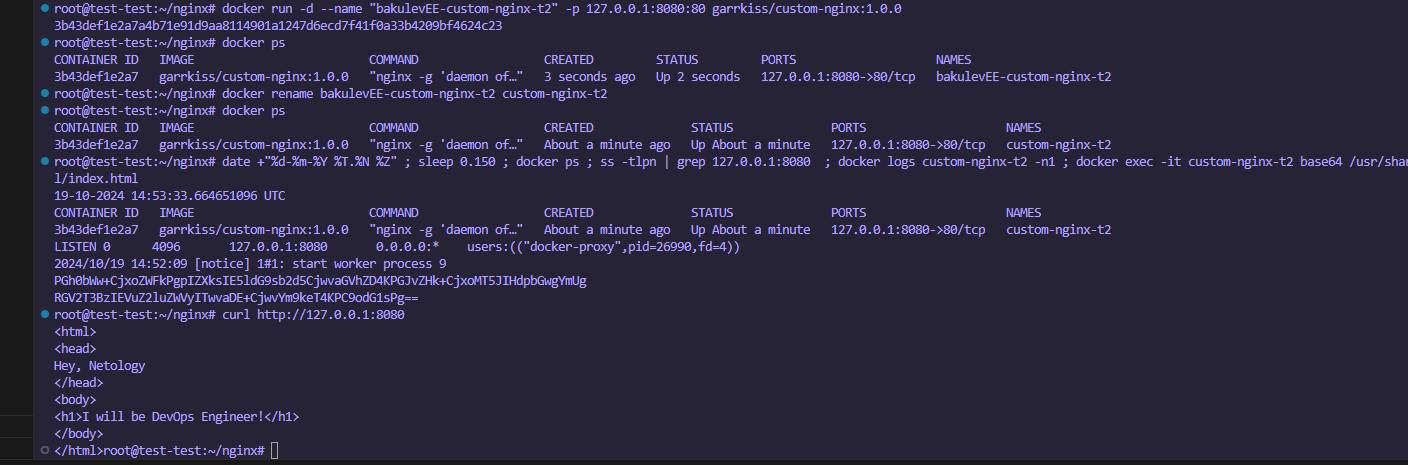 root@test-test:~/nginx# docker run -d --name "bakulevEE-custom-nginx-t2" -p 127.0.0.1:8080:80 garrkiss/custom-nginx:1.0.0
3b43def1e2a7a4b71e91d9aa8114901a1247d6ecd7f41f0a33b4209bf4624c23
root@test-test:~/nginx# docker ps
CONTAINER ID   IMAGE                         COMMAND                  CREATED         STATUS         PORTS                    NAMES
3b43def1e2a7   garrkiss/custom-nginx:1.0.0   "nginx -g 'daemon of…"   3 seconds ago   Up 2 seconds   127.0.0.1:8080->80/tcp   bakulevEE-custom-nginx-t2
root@test-test:~/nginx# docker rename bakulevEE-custom-nginx-t2 custom-nginx-t2
root@test-test:~/nginx# docker ps
CONTAINER ID   IMAGE                         COMMAND                  CREATED              STATUS              PORTS                    NAMES
3b43def1e2a7   garrkiss/custom-nginx:1.0.0   "nginx -g 'daemon of…"   About a minute ago   Up About a minute   127.0.0.1:8080->80/tcp   custom-nginx-t2
root@test-test:~/nginx# date +"%d-%m-%Y %T.%N %Z" ; sleep 0.150 ; docker ps ; ss -tlpn | grep 127.0.0.1:8080  ; docker logs custom-nginx-t2 -n1 ; docker exec -it custom-nginx-t2 base64 /usr/shar
l/index.html
19-10-2024 14:53:33.664651096 UTC
CONTAINER ID   IMAGE                         COMMAND                  CREATED              STATUS              PORTS                    NAMES
3b43def1e2a7   garrkiss/custom-nginx:1.0.0   "nginx -g 'daemon of…"   About a minute ago   Up About a minute   127.0.0.1:8080->80/tcp   custom-nginx-t2
LISTEN 0      4096       127.0.0.1:8080       0.0.0.0:*    users:(("docker-proxy",pid=26990,fd=4))
2024/10/19 14:52:09 [notice] 1#1: start worker process 9
PGh0bWw+CjxoZWFkPgpIZXksIE5ldG9sb2d5CjwvaGVhZD4KPGJvZHk+CjxoMT5JIHdpbGwgYmUg
RGV2T3BzIEVuZ2luZWVyITwvaDE+CjwvYm9keT4KPC9odG1sPg==
root@test-test:~/nginx# curl http://127.0.0.1:8080
<html>
<head>
Hey, Netology
</head>
<body>
<h1>I will be DevOps Engineer!</h1>
</body>
</html>root@test-test:~/nginx#